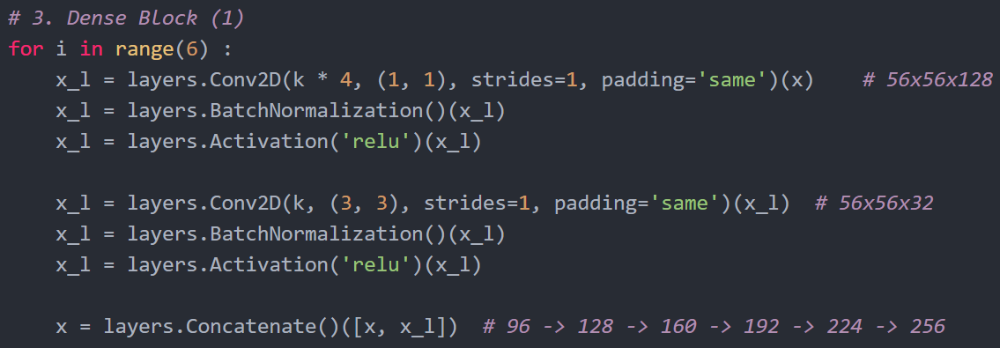 # 3. Dense Block (1)
for i in range(6) :
    x_l = layers.Conv2D(k * 4, (1, 1), strides=1, padding='same')(x)    # 56x56x128
    x_l = layers.BatchNormalization()(x_l)
    x_l = layers.Activation('relu')(x_l)

    x_l = layers.Conv2D(k, (3, 3), strides=1, padding='same')(x_l)  # 56x56x32
    x_l = layers.BatchNormalization()(x_l)
    x_l = layers.Activation('relu')(x_l)

    x = layers.Concatenate()([x, x_l])  # 96 -> 128 -> 160 -> 192 -> 224 -> 256